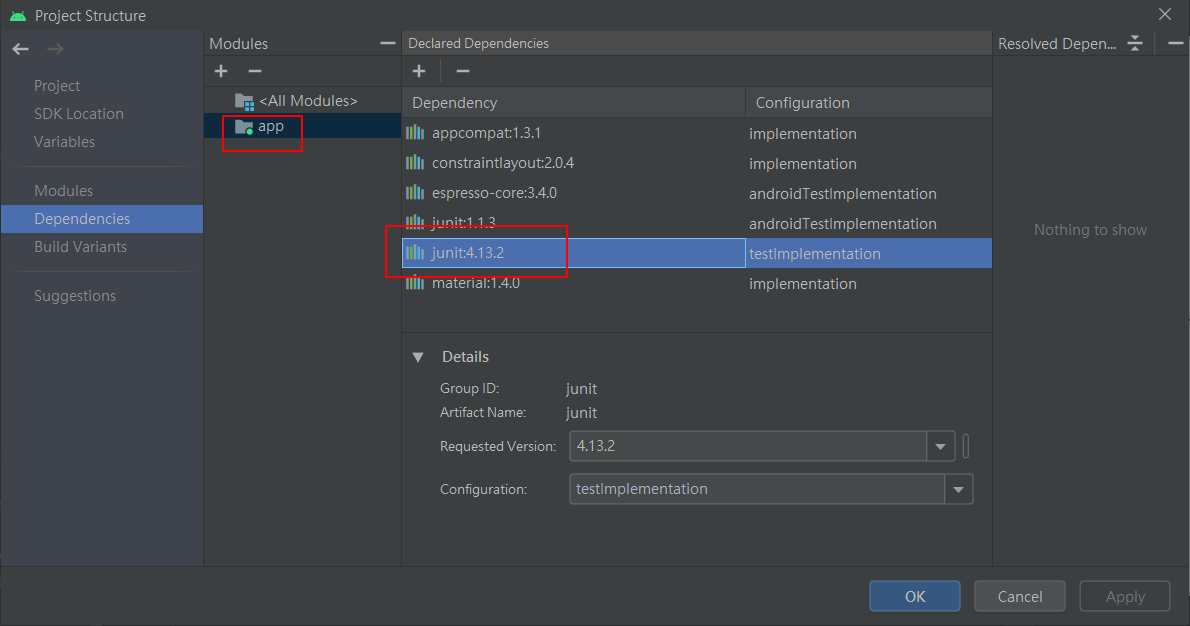 Project Structure
Project
SDK Location
Variables
Modules
Dependencies
Build Variants
Suggestions
Modules
<All Modules>
app
Declared Dependencies
Dependency Configuration
appcompat:1.3.1 implementation
constraintlayout:2.0.4 implementation
espresso-core:3.4.0 androidTestImplementation
junit:1.1.3 androidTestImplementation
junit:4.13.2 testImplementation
material:1.4.0 implementation
Details
Group ID: junit
Artifact Name: junit
Requested Version: 4.13.2
Configuration: testImplementation
Resolved Depen...
Nothing to show
OK Cancel Apply